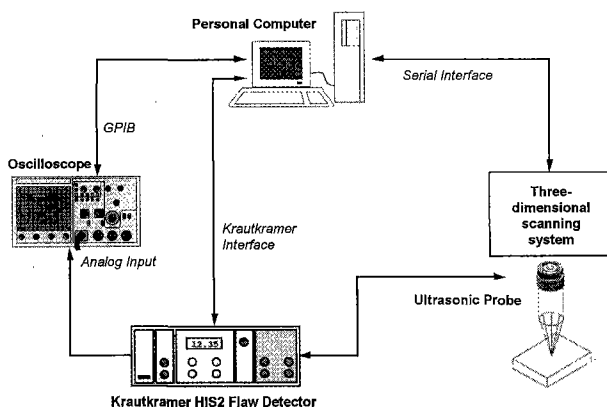 Personal Computer
Serial Interface
GPIB
Oscilloscope
Three-
dimensional
scanning
system
Krautkramer
Interface
Analog Input
Ultrasonic Probe
12.35
Krautkramer HIS2 Flaw Detector